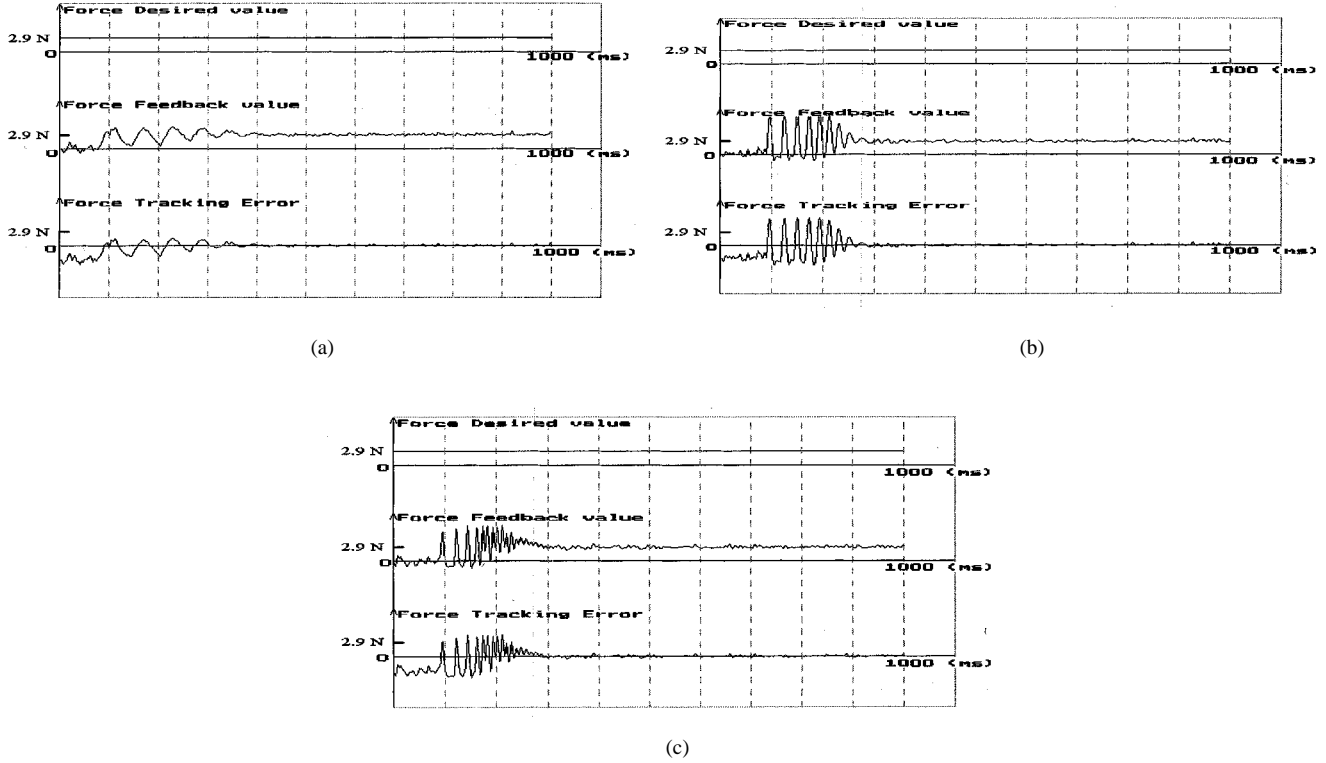 Force Desired value
2.9 N
0
1000 (ms)
Force Feedback value
2.9 N
0
1000 (ms)
Force Tracking Error
2.9 N
0
1000 (ms)
(a)
Force Desired value
2.9 N
0
1000 (ms)
Force Feedback value
2.9 N
0
1000 (ms)
Force Tracking Error
2.9 N
0
1000 (ms)
(b)
Force Desired value
2.9 N
0
1000 (ms)
Force Feedback value
2.9 N
0
1000 (ms)
Force Tracking Error
2.9 N
0
1000 (ms)
(c)